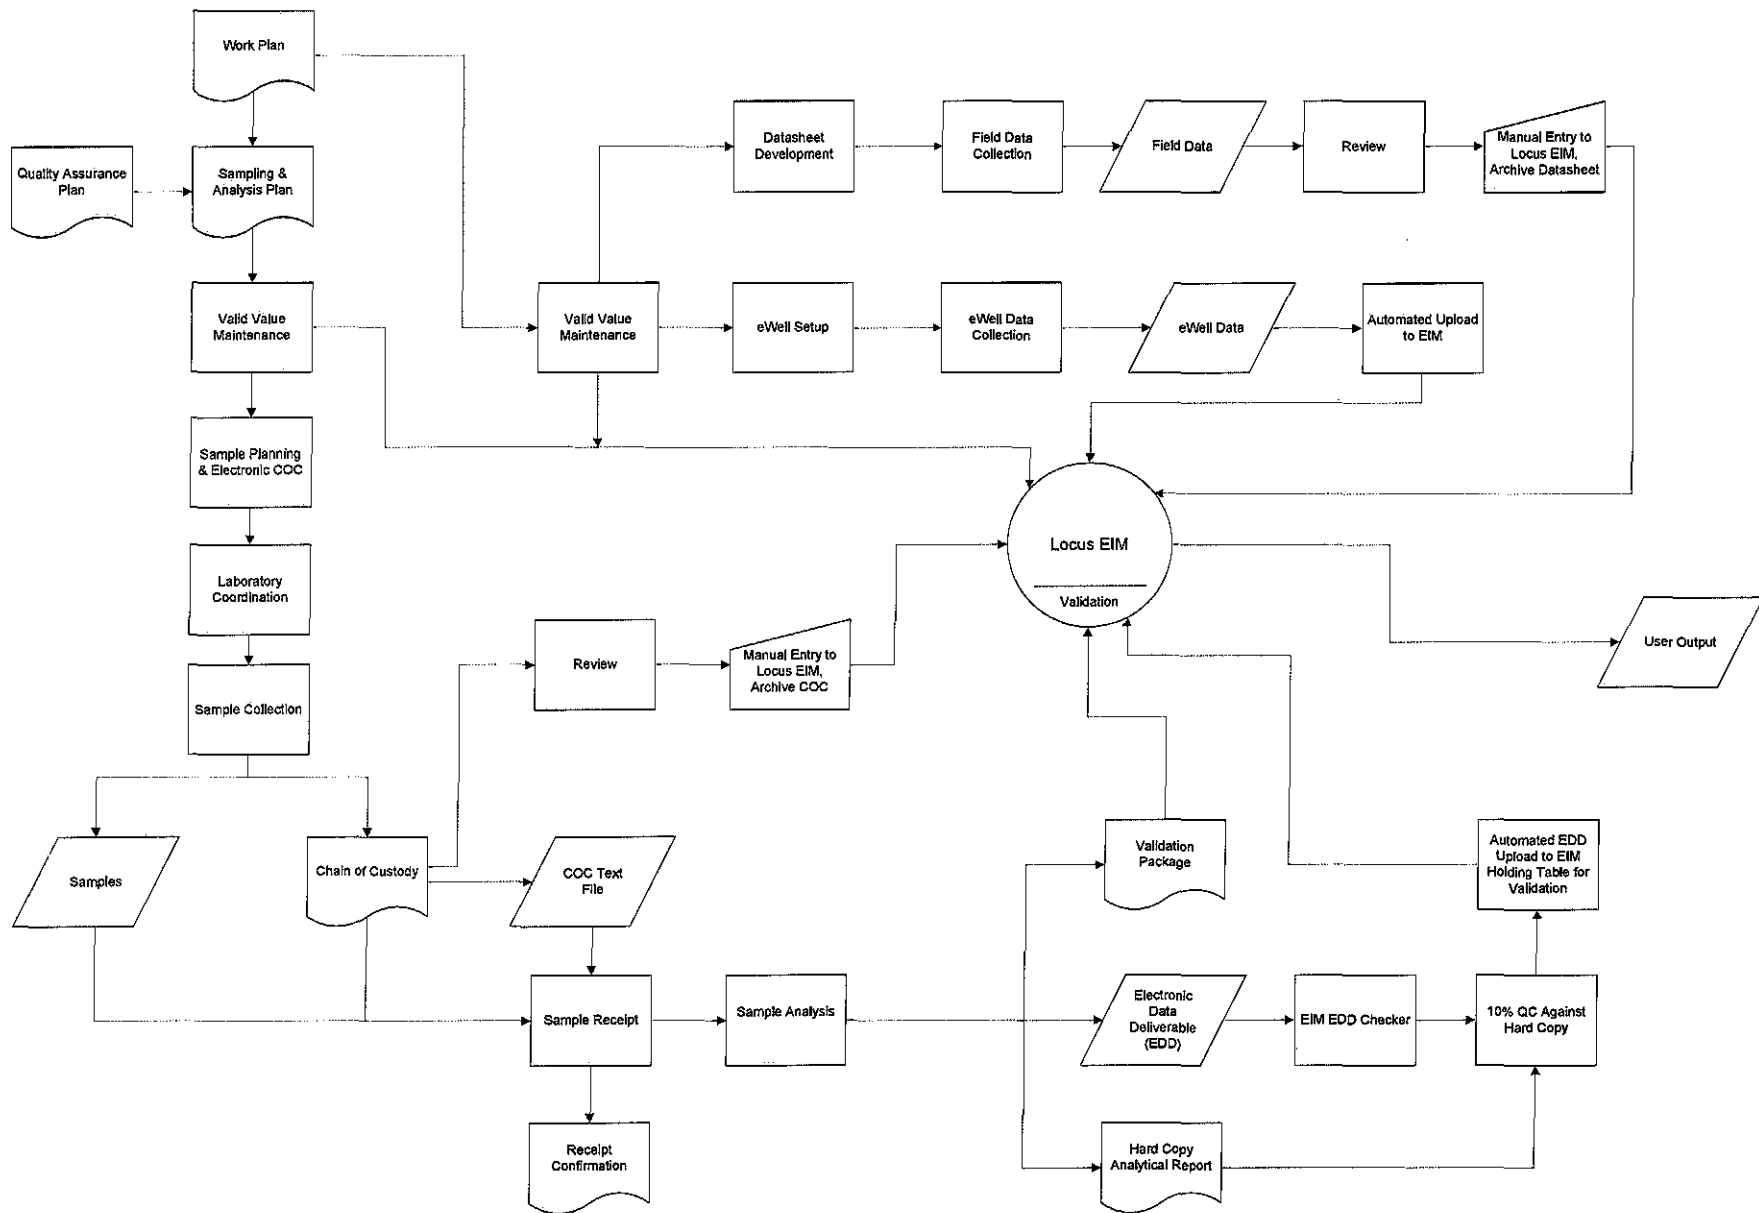 Work Plan
Quality Assurance
Plan
Sampling &
Analysis Plan
Datasheet
Development
Field Data
Collection
Field Data
Review
Manual Entry to
Locus EIM,
Archive Datasheet
Valid Value
Maintenance
Valid Value
Maintenance
eWell Setup
eWell Data
Collection
eWell Data
Automated Upload
to EIM
Sample Planning
& Electronic COC
Laboratory
Coordination
Locus EIM
Validation
User Output
Review
Manual Entry to
Locus EIM,
Archive COC
Sample Collection
Samples
Chain of Custody
COC Text
File
Validation
Package
Automated EDD
Upload to EIM
Holding Table for
Validation
Sample Receipt
Sample Analysis
Electronic
Data
Deliverable
(EDD)
EIM EDD Checker
10% QC Against
Hard Copy
Receipt
Confirmation
Hard Copy
Analytical Report